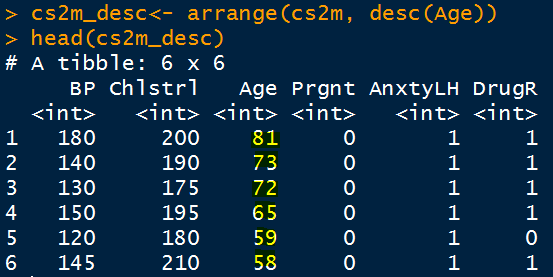 > cs2m_desc<- arrange(cs2m, desc(Age))
> head(cs2m_desc)
# A tibble: 6 x 6
BP Chlstrl Age Prgnt AnxtyLH DrugR
<int> <int> <int> <int> <int> <int>
1 180 200 81 0 1 1
2 140 190 73 0 1 1
3 130 175 72 0 1 1
4 150 195 65 0 1 1
5 120 180 59 0 1 0
6 145 210 58 0 1 1